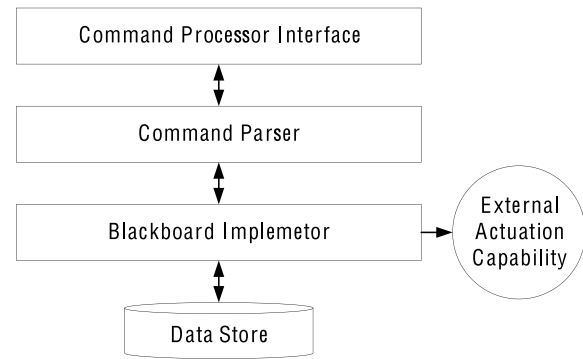 Command Processor Interface
Command Parser
Blackboard Implemetor
External
Actuation
Capability
Data Store